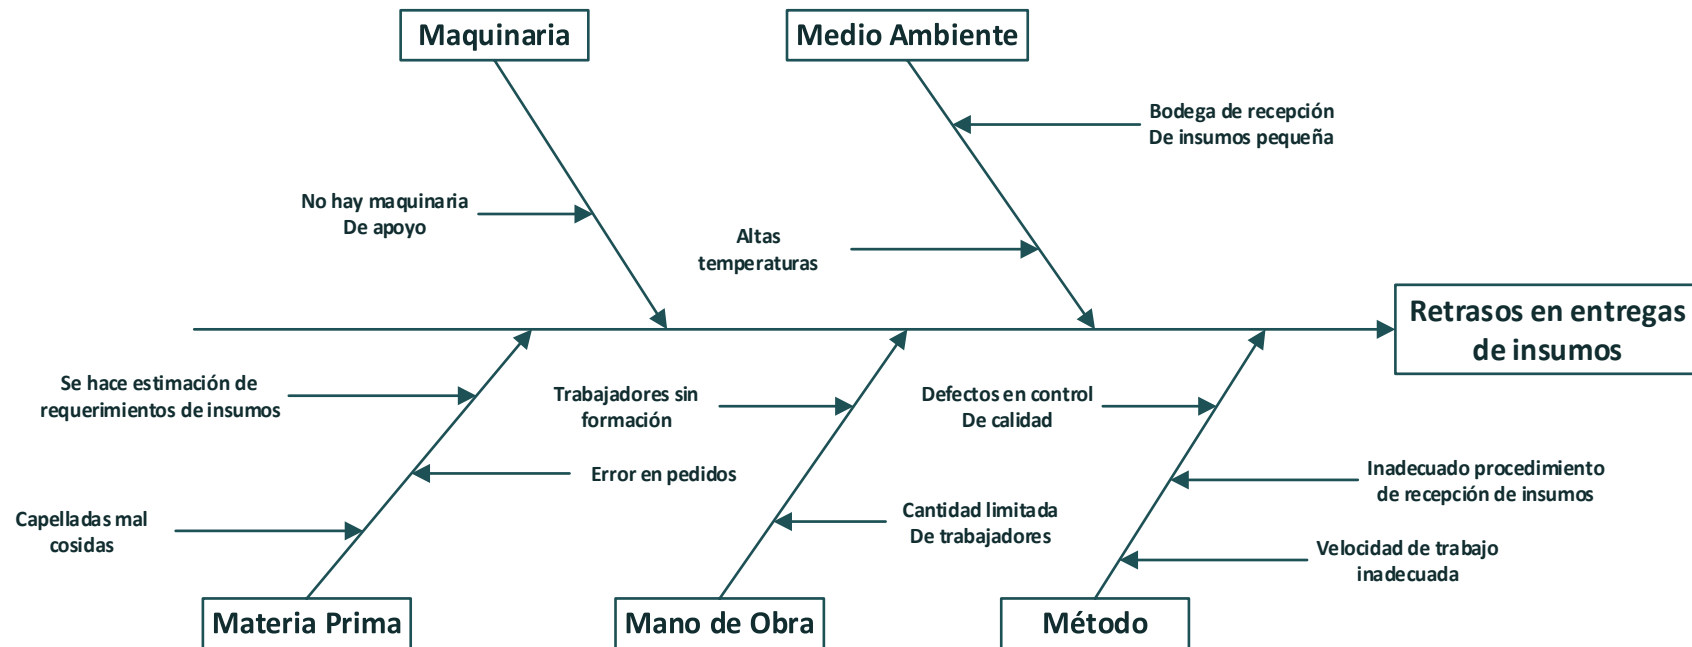 Maquinaria
Medio Ambiente
Bodega de recepción
De insumos pequeña
No hay maquinaria
De apoyo
Altas
temperaturas
Retrasos en entregas
de insumos
Se hace estimación de
requerimientos de insumos
Trabajadores sin
formación
Defectos en control
De calidad
Error en pedidos
Inadecuado procedimiento
de recepción de insumos
Capelladas mal
cosidas
Cantidad limitada
De trabajadores
Velocidad de trabajo
inadecuada
Materia Prima
Mano de Obra
Método